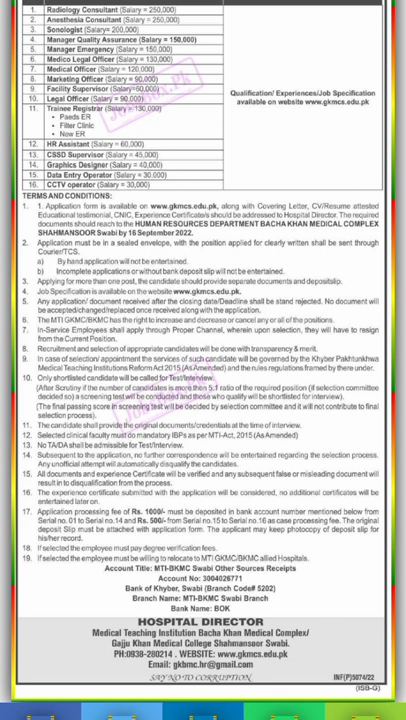 1. Radiology Consultant (Salary = 250,000)
2. Anesthesia Consultant (Salary = 250,000)
3. Sonologist (Salary= 200,000)
4. Manager Quality Assurance (Salary = 150,000)
5. Manager Emergency (Salary = 150,000)
6. Medico Legal Officer (Salary = 130,000)
7. Medical Officer (Salary = 120,000)
8. Marketing Officer (Salary = 90,000)
9. Facility Supervisor (Salary=60,000)
10. Legal Officer (Salary = 90,000)
11. Trainee Registrar (Salary = 130,000)
• Paeds ER
• Filter Clinic
• New ER
12. HR Assistant (Salary = 60,000)
13. CSSD Supervisor (Salary = 45,000)
14. Graphics Designer (Salary = 40,000)
15. Data Entry Operator (Salary = 30.000)
16. CCTV operator (Salary = 30,000)
Qualification/ Experiences/Job Specification
available on website www.gkmcs.edu.pk
TERMS AND CONDITIONS:
1. 1. Application form is available on www.gkmcs.edu.pk, along with Covering Letter, CV/Resume attested
Educational testimonial, CNIC, Experience Certificate/s should be addressed to Hospital Director. The required
documents should reach to the HUMAN RESOURCES DEPARTMENT BACHA KHAN MEDICAL COMPLEX
SHAHMANSOOR Swabi by 16 September 2022.
2. Application must be in a sealed envelope, with the position applied for clearly written shall be sent through
Courier/TCS.
a) By hand application will not be entertained.
b) Incomplete applications or without bank deposit slip will not be entertained.
3. Applying for more than one post, the candidate should provide separate documents and depositslip.
4. Job Specification is available on the website www.gkmcs.edu.pk.
5. Any application/ document received after the closing date/Deadline shall be stand rejected. No document will
be accepted/changed/replaced once received along with the application.
6. The MTI GKMC/BKMC has the right to increase and decrease or cancel any or all of the positions.
7. In-Service Employees shall apply through Proper Channel, wherein upon selection, they will have to resign
from the Current Position.
8. Recruitment and selection of appropriate candidates will be done with transparency & merit.
9. In case of selection/ appointment the services of such candidate will be governed by the Khyber Pakhtunkhwa
Medical Teaching Institutions Reform Act 2015 (As Amended) and the rules regulations framed by there under.
10. Only shortlisted candidate will be called for Test/Interview.
(After Scrutiny if the number of candidates is more then 5:1 ratio of the required position (if selection committee
decided so) a screening test will be conducted and those who qualify will be shortlisted for interview).
(The final passing score in screening test will be decided by selection committee and it will not contribute to final
selection process).
11. The candidate shall provide the original documents/credentials at the time of interview.
12. Selected clinical faculty must do mandatory IBPs as per MTI-Act, 2015 (As Amended)
13. No TA/DA shall be admissible for Test/Interview.
14. Subsequent to the application, no further correspondence will be entertained regarding the selection process.
Any unofficial attempt will automatically disqualify the candidates.
15. All documents and experience Certificate will be verified and any subsequent false or misleading document will
result in to disqualification from the process.
16. The experience certificate submitted with the application will be considered, no additional certificates will be
entertained later on.
17. Application processing fee of Rs. 1000/- must be deposited in bank account number mentioned below from
Serial no. 01 to Serial no.14 and Rs. 500/- from Serial no.15 to Serial no.16 as case processing fee. The original
deposit Slip must be attached with application form. The applicant may keep photocopy of deposit slip for
his/her record.
18. If selected the employee must pay degree verification fees.
19. If selected the employee must be willing to relocate to MTI GKMC/BKMC allied Hospitals.
Account Title: MTI-BKMC Swabi Other Sources Receipts
Account No: 3004026771
Bank of Khyber, Swabi (Branch Code# 5202)
Branch Name: MTI-BKMC Swabi Branch
Bank Name: BOK
HOSPITAL DIRECTOR
Medical Teaching Institution Bacha Khan Medical Complex/
Gajju Khan Medical College Shahmansoor Swabi.
PH:0938-280214 . WEBSITE: www.gkmcs.edu.pk
Email: gkbmc.hr@gmail.com
SAY NO TO CORRUPTION
INF(P)5074/22
(ISB-G)